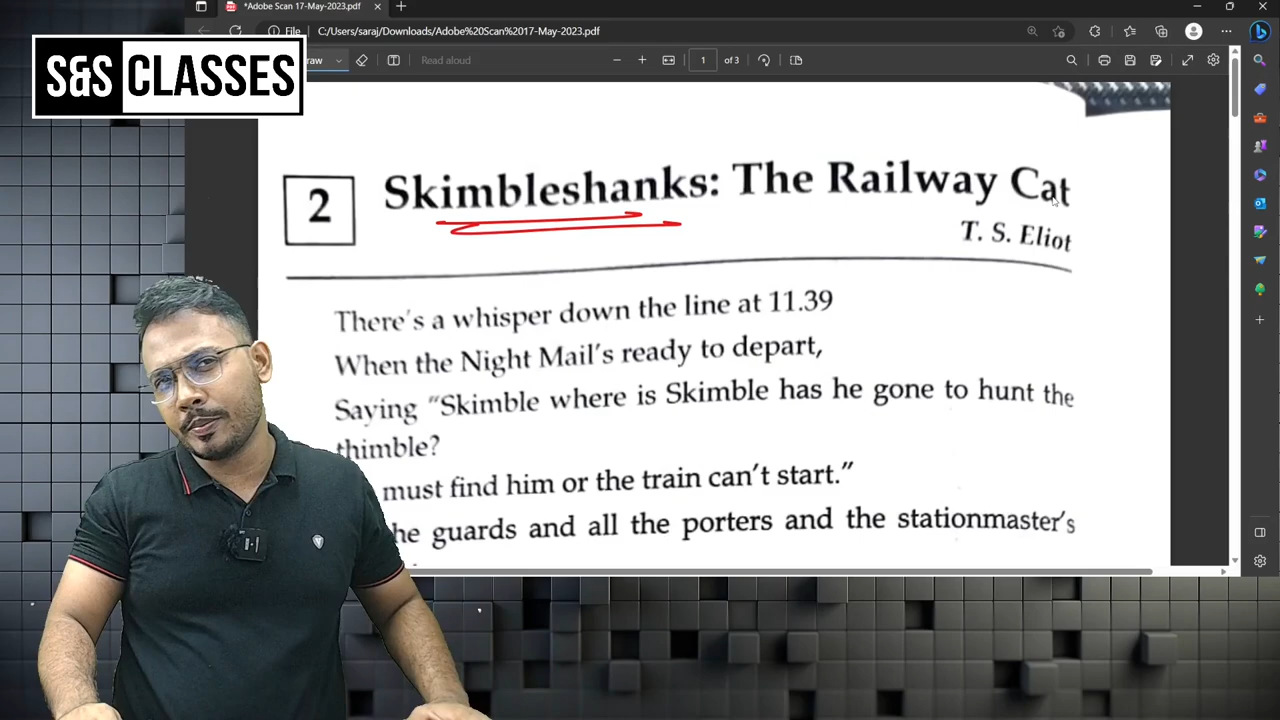 *Adobe Scan 17-May-2023.pdf
File C:/Users/saraj/Downloads/Adobe%20Scan%2017-May-2023.pdf
raw Read aloud 1 of 3
S&S CLASSES
2 Skimbleshanks: The Railway Cat
T. S. Eliot
There's a whisper down the line at 11.39
When the Night Mail's ready to depart,
Saying "Skimble where is Skimble has he gone to hunt the
thimble?
must find him or the train can't start."
he guards and all the porters and the stationmaster's